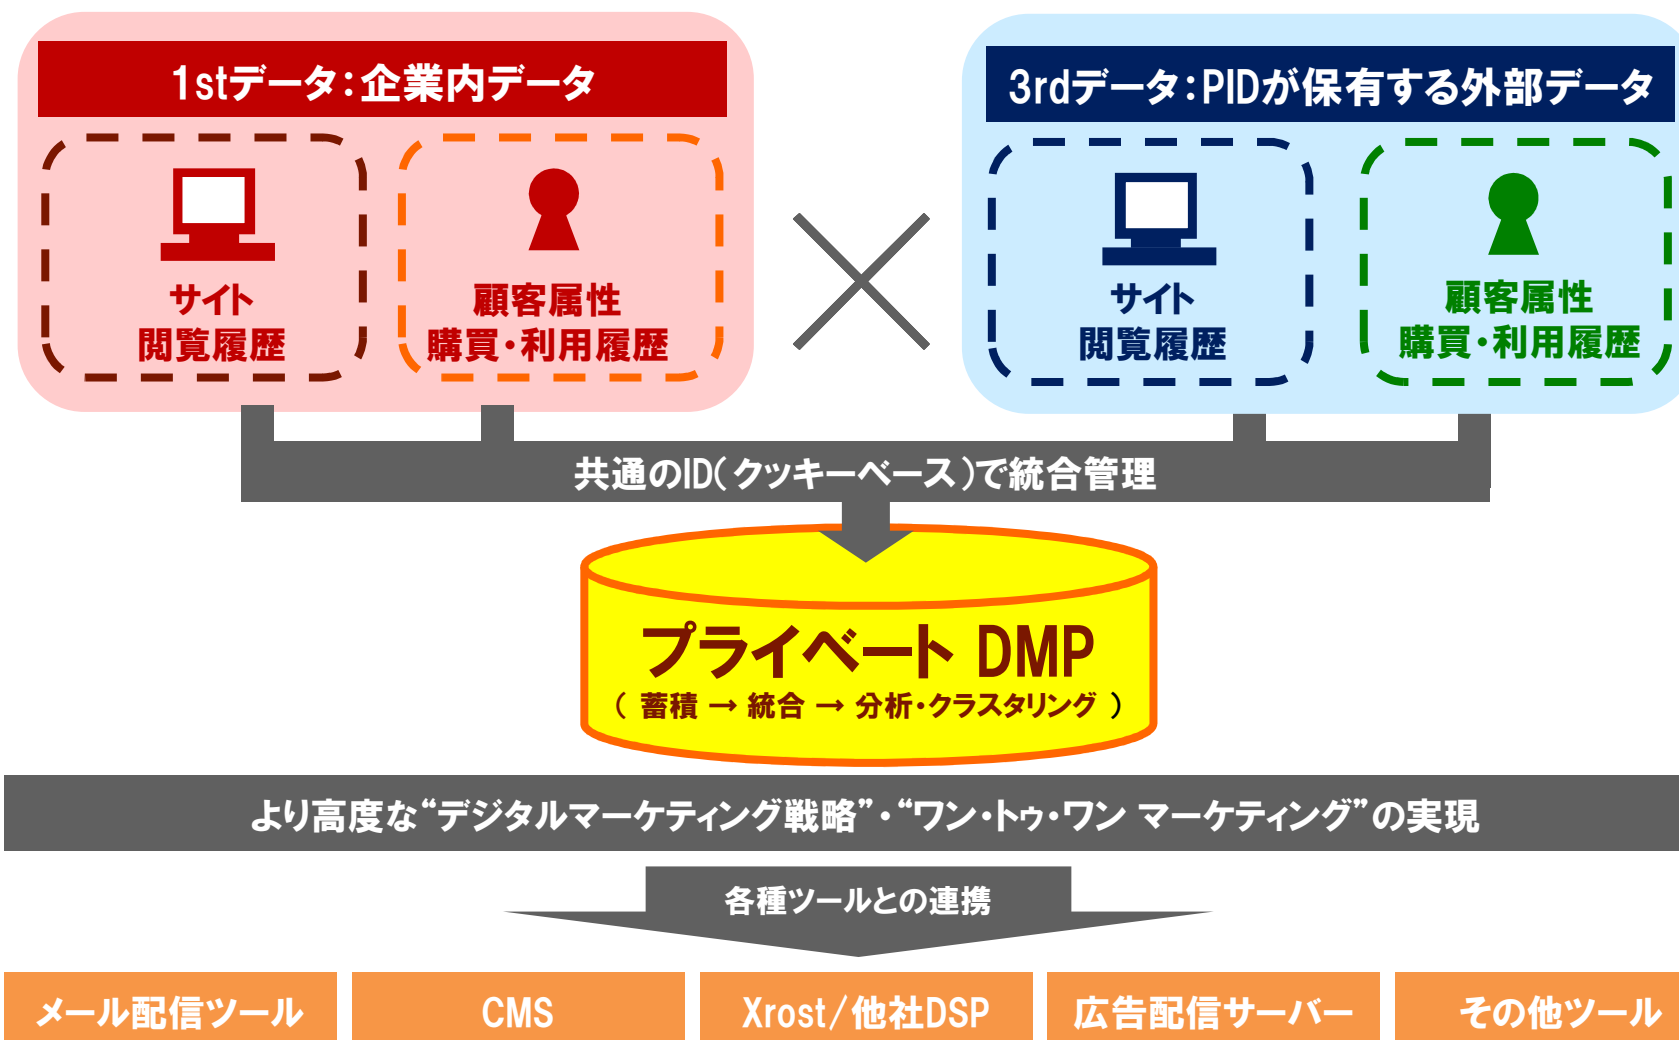 1stデータ：企業内データ
サイト
閲覧履歴
顧客属性
購買・利用履歴
3rdデータ：PIDが保有する外部データ
サイト
閲覧履歴
顧客属性
購買・利用履歴
共通のID（クッキーベース）で統合管理
プライベート DMP
（ 蓄積 → 統合 → 分析・クラスタリング ）
より高度な“デジタルマーケティング戦略”・“ワン・トゥ・ワン マーケティング”の実現
各種ツールとの連携
メール配信ツール
CMS
Xrost/他社DSP
広告配信サーバー
その他ツール